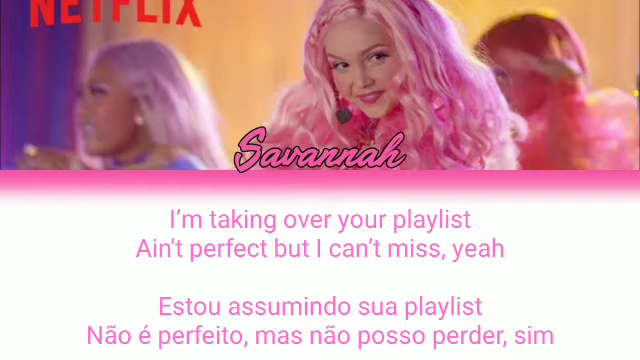 NETFLIX
Savannah
I’m taking over your playlist
Ain't perfect but I can’t miss, yeah
Estou assumindo sua playlist
Não é perfeito, mas não posso perder, sim